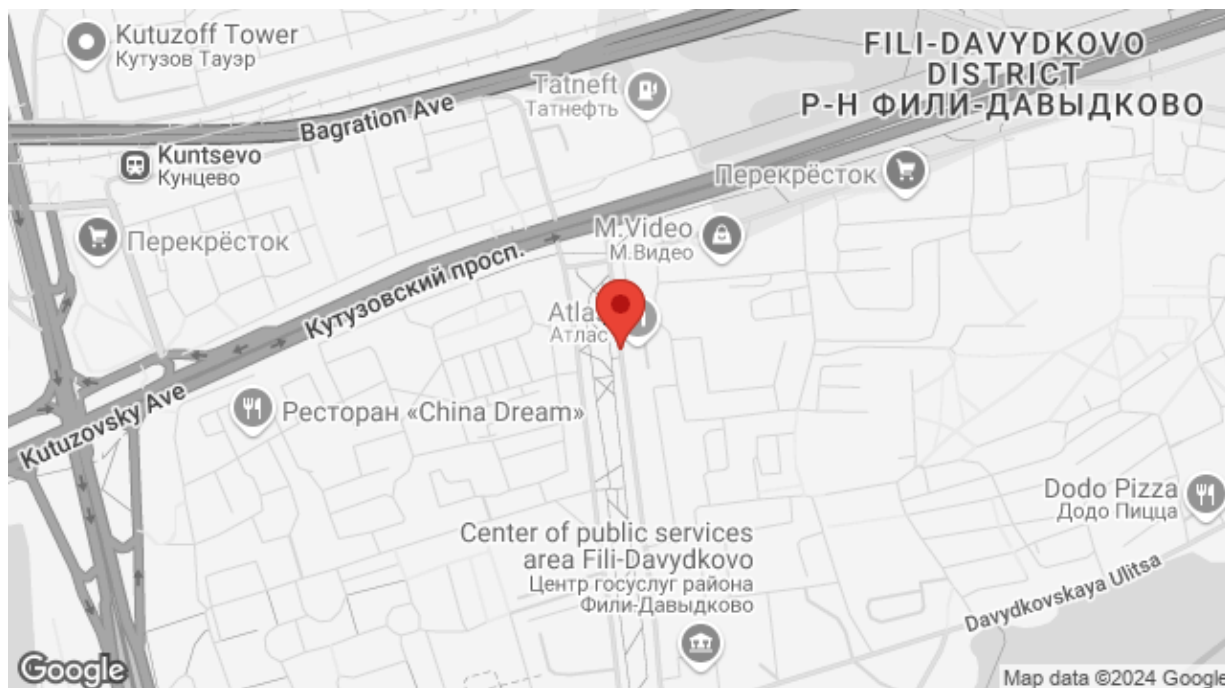 Kutuzoff Tower
Кутузов Тауэр
FILI-DAVYDKOVO
DISTRICT
Р-Н ФИЛИ-ДАВЫДКОВО
Tatneft
Татнефть
Bagration Ave
Kuntsevo
Кунцево
Перекрёсток
Перекрёсток
M.Video
М.Видео
Кутузовский просп.
Atlas
Атлас
Kutuzovsky Ave
Ресторан «China Dream»
Dodo Pizza
Додо Пицца
Center of public services
area Fili-Davydkovo
Центр госуслуг района
Фили-Давыдково
Davydkovskaya Ulitsa
Google
Map data ©2024 Google